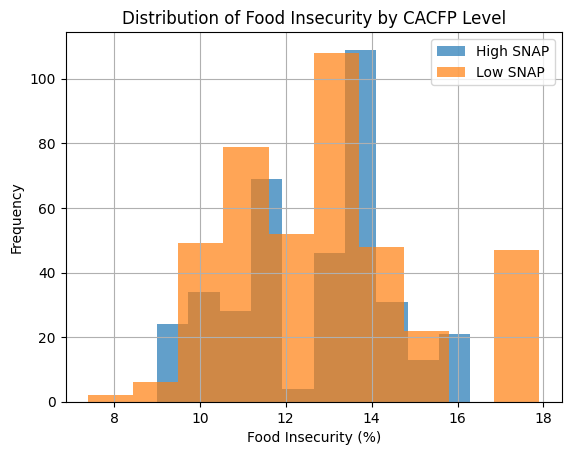 Distribution of Food Insecurity by CACFP Level
High SNAP
Low SNAP
Frequency
100
80
60
40
20
0
8 10 12 14 16 18
Food Insecurity (%)